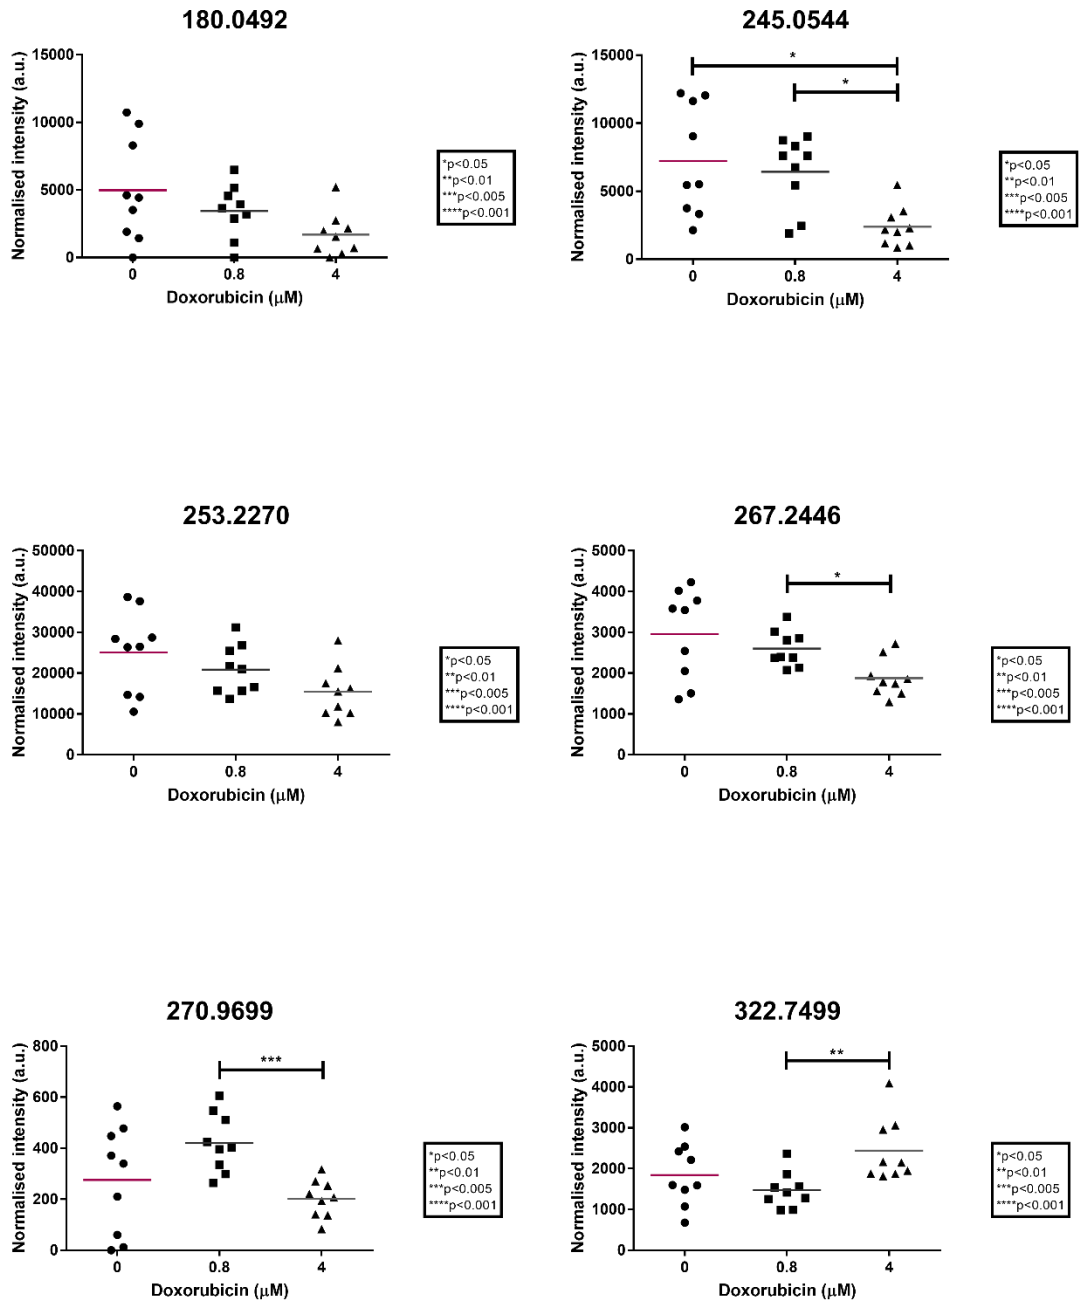 180.0492
Normalised intensity (a.u.)
15000
10000
5000
0
0 0.8 4
Doxorubicin (μM)
*p<0.05
**p<0.01
***p<0.005
****p<0.001
245.0544
Normalised intensity (a.u.)
15000
10000
5000
0
*
*
0 0.8 4
Doxorubicin (μM)
*p<0.05
**p<0.01
***p<0.005
****p<0.001
253.2270
Normalised intensity (a.u.)
50000
40000
30000
20000
10000
0
0 0.8 4
Doxorubicin (μM)
*p<0.05
**p<0.01
***p<0.005
****p<0.001
267.2446
Normalised intensity (a.u.)
5000
4000
3000
2000
1000
0
*
0 0.8 4
Doxorubicin (μM)
*p<0.05
**p<0.01
***p<0.005
****p<0.001
270.9699
Normalised intensity (a.u.)
800
600
400
200
0
***
0 0.8 4
Doxorubicin (μM)
*p<0.05
**p<0.01
***p<0.005
****p<0.001
322.7499
Normalised intensity (a.u.)
5000
4000
3000
2000
1000
0
**
0 0.8 4
Doxorubicin (μM)
*p<0.05
**p<0.01
***p<0.005
****p<0.001